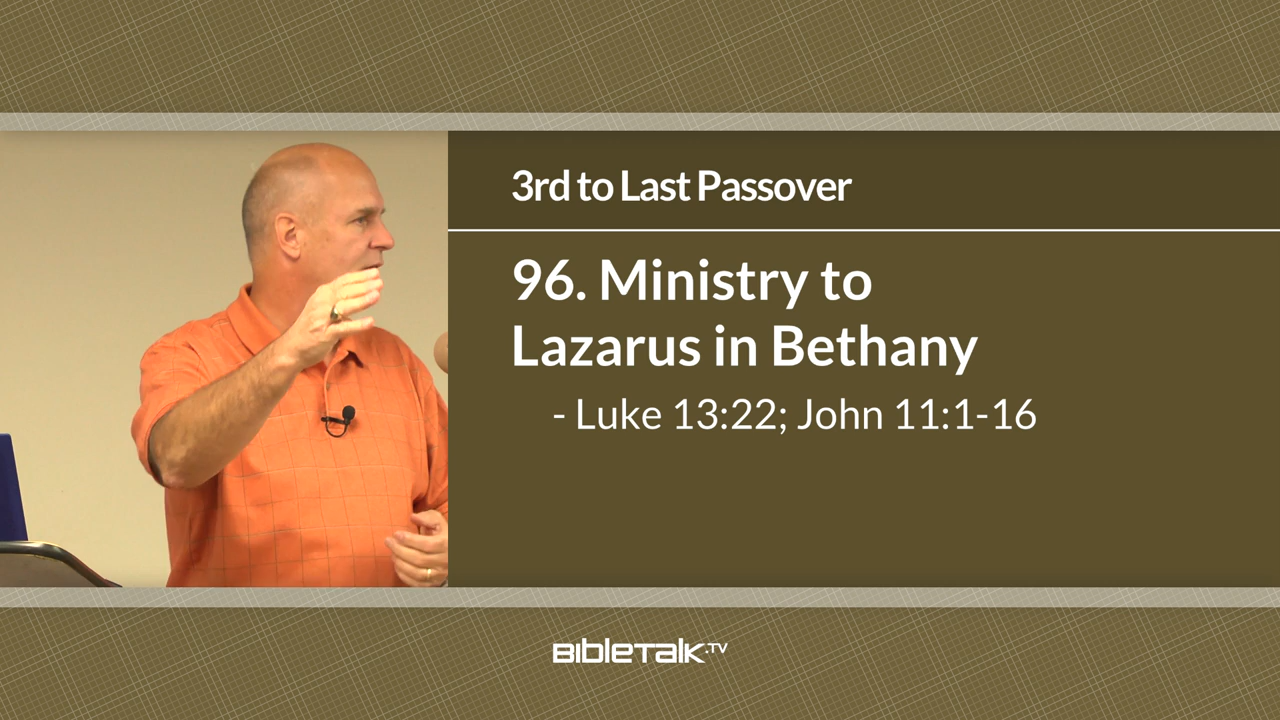 3rd to Last Passover
96. Ministry to
Lazarus in Bethany
- Luke 13:22; John 11:1-16
BIBLETALK.TV